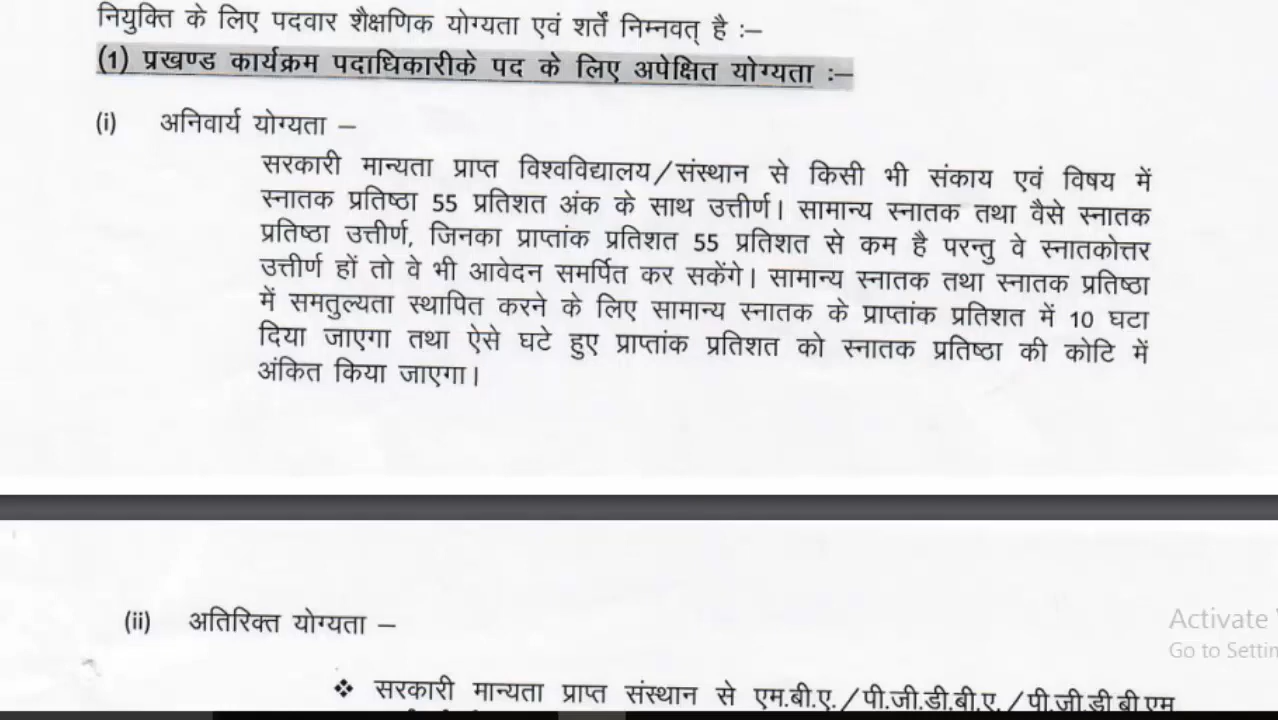 नियुक्ति के लिए पदवार शैक्षणिक योग्यता एवं शर्तें निम्नवत् है :–
(1) प्रखण्ड कार्यक्रम पदाधिकारीके पद के लिए अपेक्षित योग्यता :–
(i) अनिवार्य योग्यता –
सरकारी मान्यता प्राप्त विश्वविद्यालय/संस्थान से किसी भी संकाय एवं विषय में
स्नातक प्रतिष्ठा 55 प्रतिशत अंक के साथ उत्तीर्ण। सामान्य स्नातक तथा वैसे स्नातक
प्रतिष्ठा उत्तीर्ण, जिनका प्राप्तांक प्रतिशत 55 प्रतिशत से कम है परन्तु वे स्नातकोत्तर
उत्तीर्ण हों तो वे भी आवेदन समर्पित कर सकेंगे। सामान्य स्नातक तथा स्नातक प्रतिष्ठा
में समतुल्यता स्थापित करने के लिए सामान्य स्नातक के प्राप्तांक प्रतिशत में 10 घटा
दिया जाएगा तथा ऐसे घटे हुए प्राप्तांक प्रतिशत को स्नातक प्रतिष्ठा की कोटि में
अंकित किया जाएगा।
(ii) अतिरिक्त योग्यता –
Activate
Go to Settin
❖ सरकारी मान्यता प्राप्त संस्थान से एम.बी.ए./पी.जी.डी.बी.ए./पी.जी.डी.बी.एम.